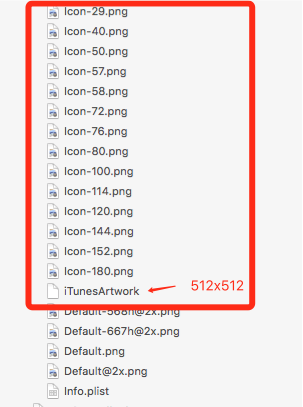 Icon-29.png
Icon-40.png
Icon-50.png
Icon-57.png
Icon-58.png
Icon-72.png
Icon-76.png
Icon-80.png
Icon-100.png
Icon-114.png
Icon-120.png
Icon-144.png
Icon-152.png
Icon-180.png
iTunesArtwork 512x512
Default-568h@2x.png
Default-667h@2x.png
Default.png
Default@2x.png
Info.plist